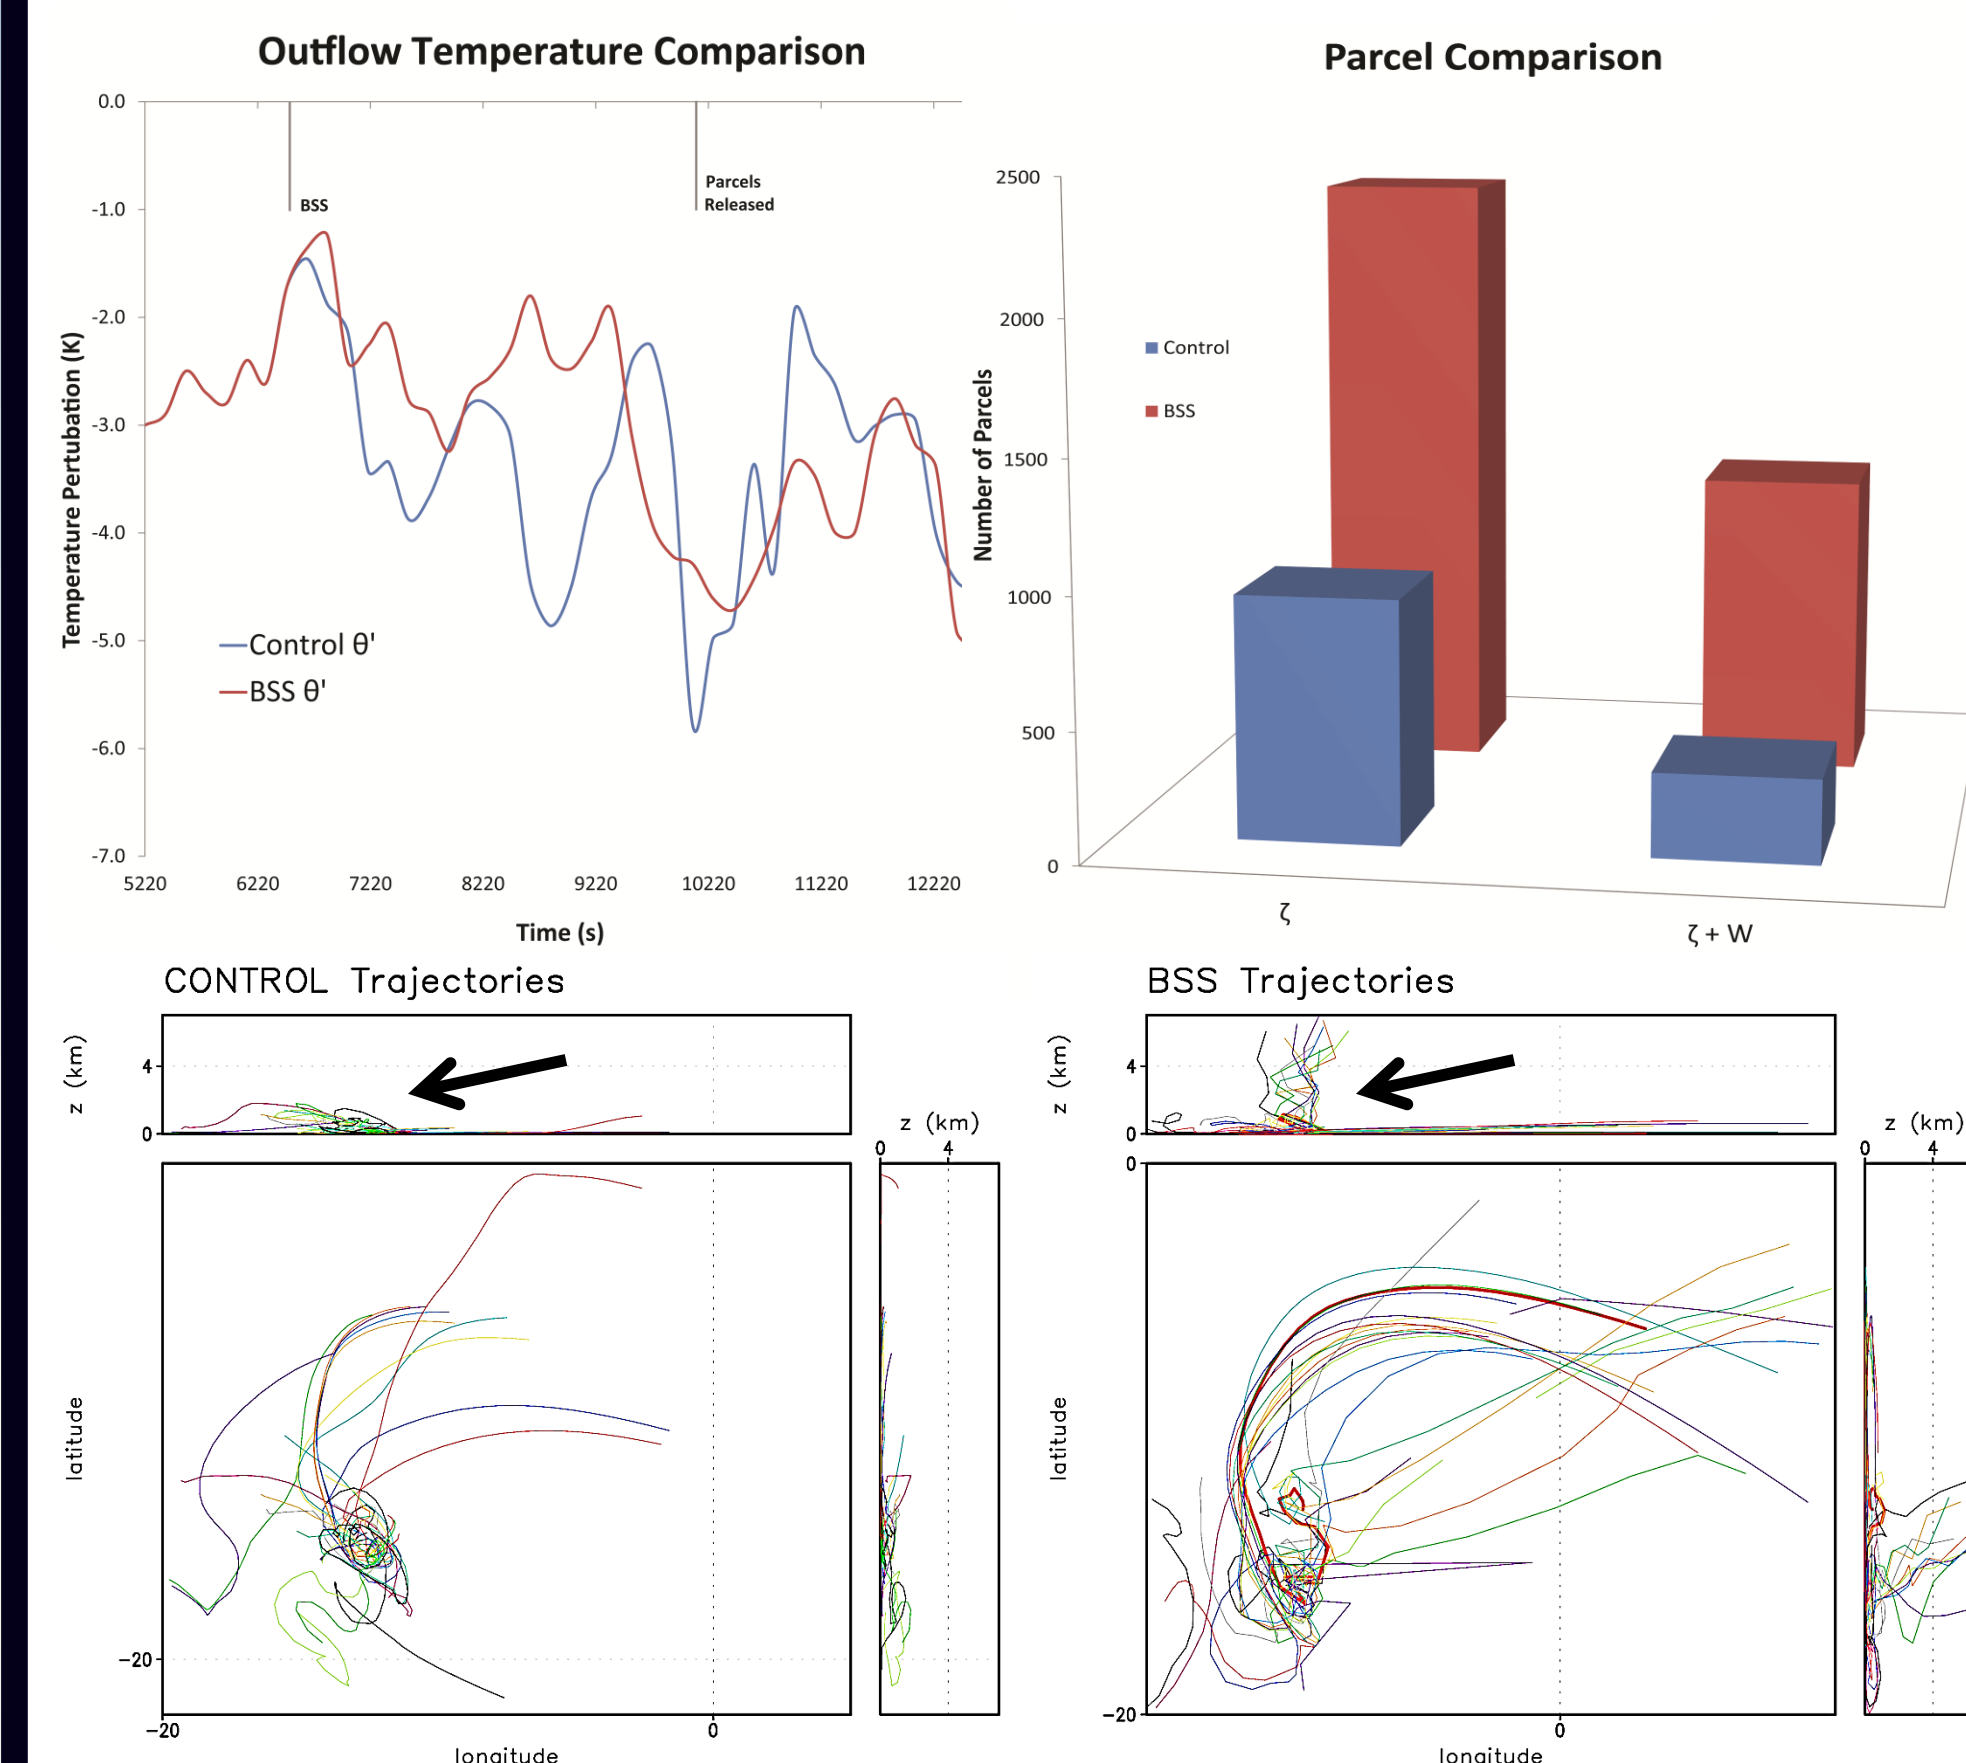 Outflow Temperature Comparison
0.0
-1.0
-2.0
-3.0
-4.0
-5.0
-6.0
-7.0
Temperature Pertubation (K)
BSS
Parcels
Released
Control θ'
BSS θ'
5220 6220 7220 8220 9220 10220 11220 12220
Time (s)
Parcel Comparison
2500
2000
1500
1000
500
0
Number of Parcels
Control
BSS
ζ
ζ + W
CONTROL Trajectories
z (km)
4
0
z (km)
0 4
latitude
-20
-20 0
longitude
BSS Trajectories
z (km)
4
0
z (km)
0 4
0
latitude
-20
0
longitude